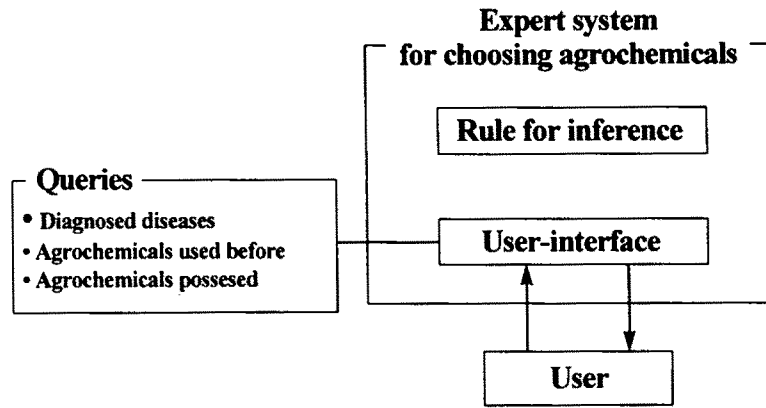 Expert system
for choosing agrochemicals
Rule for inference
Queries
• Diagnosed diseases
• Agrochemicals used before
• Agrochemicals possesed
User-interface
User